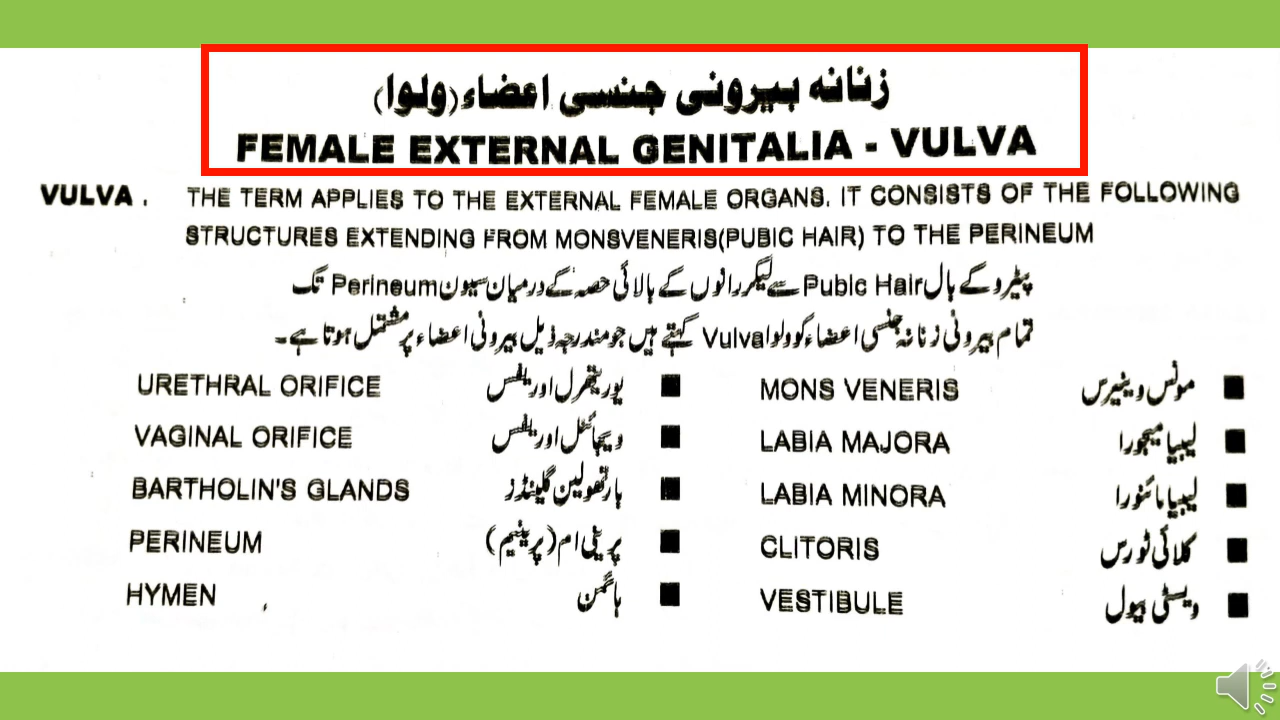 زنانہ بیرونی جنسی اعضاء (ولوا)
FEMALE EXTERNAL GENITALIA - VULVA
VULVA . THE TERM APPLIES TO THE EXTERNAL FEMALE ORGANS. IT CONSISTS OF THE FOLLOWING
STRUCTURES EXTENDING FROM MONSVENERIS(PUBIC HAIR) TO THE PERINEUM
پیٹرو کے بال Pubic Hair سے لیکر رانوں کے بالائی حصہ کے درمیان سیون Perineum تک
تمام بیرونی زنانہ جنسی اعضاء کو ولوا Vulva کہتے ہیں جو مندرجہ ذیل بیرونی اعضاء پر مشتمل ہوتا ہے۔
■ مونس وینیرس MONS VENERIS ■ یوریتھرل اوریفس URETHRAL ORIFICE
■ لیبیا میجورا LABIA MAJORA ■ ویجائنل اوریفس VAGINAL ORIFICE
■ لیبیا مائنورا LABIA MINORA ■ بارتھولین گلینڈز BARTHOLIN'S GLANDS
■ کلائی ٹورس CLITORIS ■ پرینی ام (پرینیم) PERINEUM
■ ویسٹی بیول VESTIBULE ■ ہائمن HYMEN